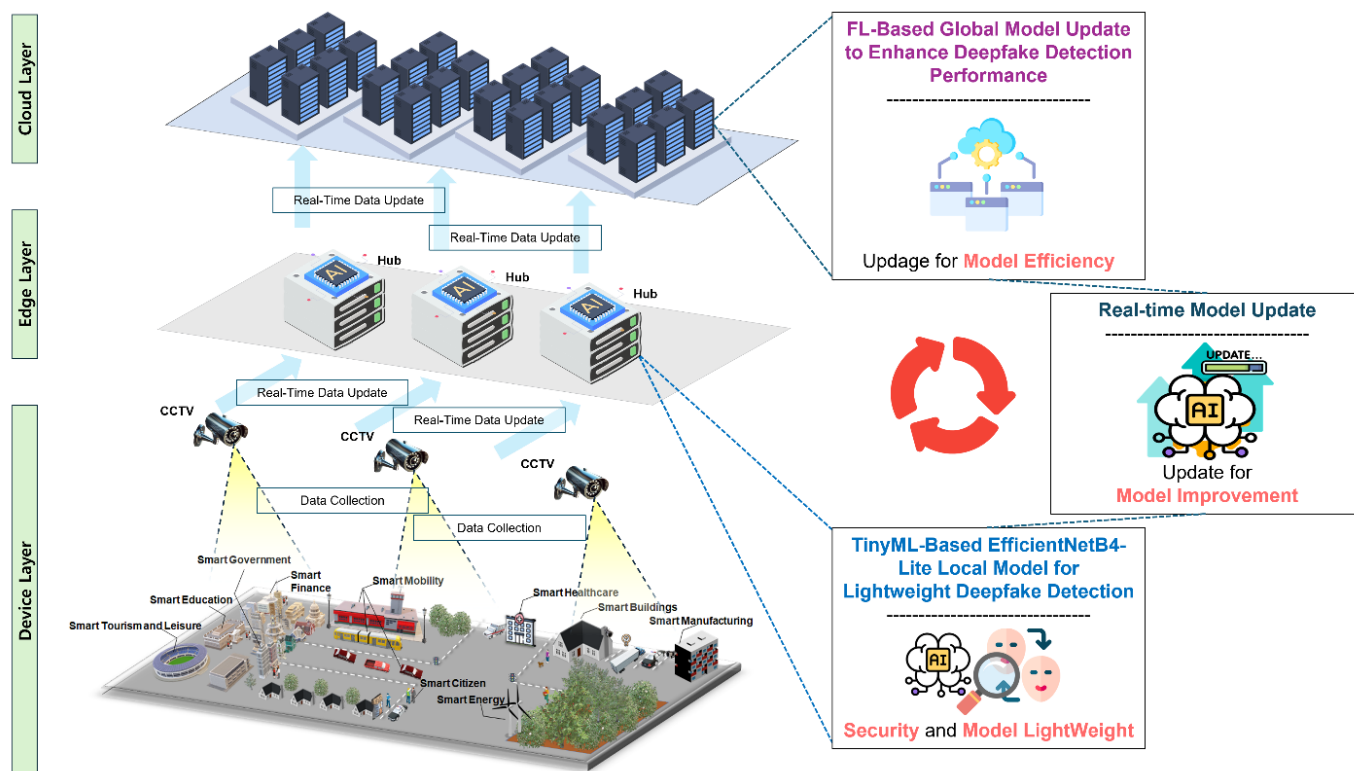 Cloud Layer
FL-Based Global Model Update
to Enhance Deepfake Detection
Performance
Updage for Model Efficiency
Real-Time Data Update
Real-Time Data Update
Edge Layer
Hub
Hub
Hub
AI
AI
AI
Real-time Model Update
UPDATE...
AI
Update for
Model Improvement
Real-Time Data Update
Real-Time Data Update
Device Layer
CCTV
CCTV
CCTV
Data Collection
Data Collection
Smart Government
Smart
Finance
Smart Mobility
Smart Healthcare
Smart Education
Smart Buildings
Smart Tourism and Leisure
Smart Manufacturing
Smart Citizen
Smart Energy
TinyML-Based EfficientNetB4-
Lite Local Model for
Lightweight Deepfake Detection
AI
Security and Model LightWeight